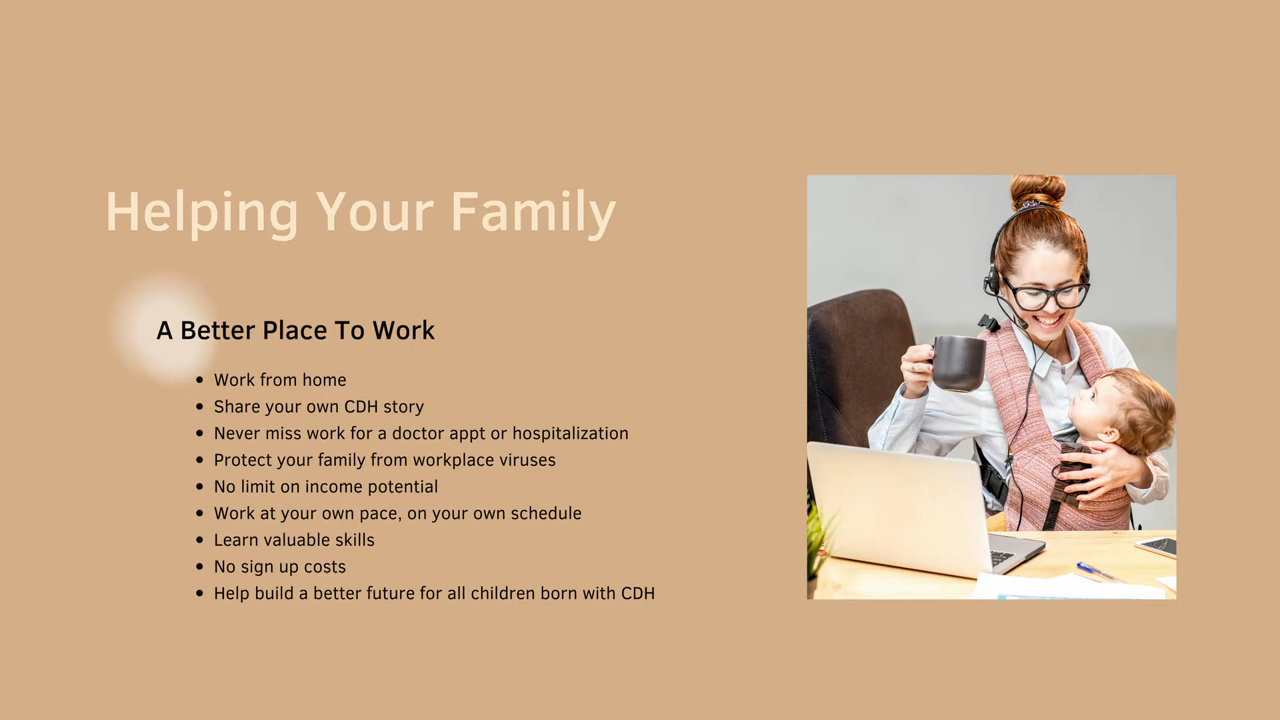 Helping Your Family
A Better Place To Work
• Work from home
• Share your own CDH story
• Never miss work for a doctor appt or hospitalization
• Protect your family from workplace viruses
• No limit on income potential
• Work at your own pace, on your own schedule
• Learn valuable skills
• No sign up costs
• Help build a better future for all children born with CDH